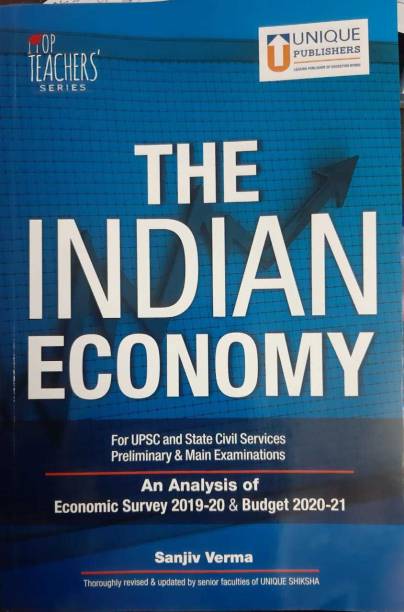 TOP
TEACHERS'
SERIES
UNIQUE
PUBLISHERS
THE
INDIAN
ECONOMY
For UPSC and State Civil Services
Preliminary & Main Examinations
An Analysis of
Economic Survey 2019-20 & Budget 2020-21
Sanjiv Verma
Thoroughly revised & updated by senior faculties of UNIQUE SHIKSHA